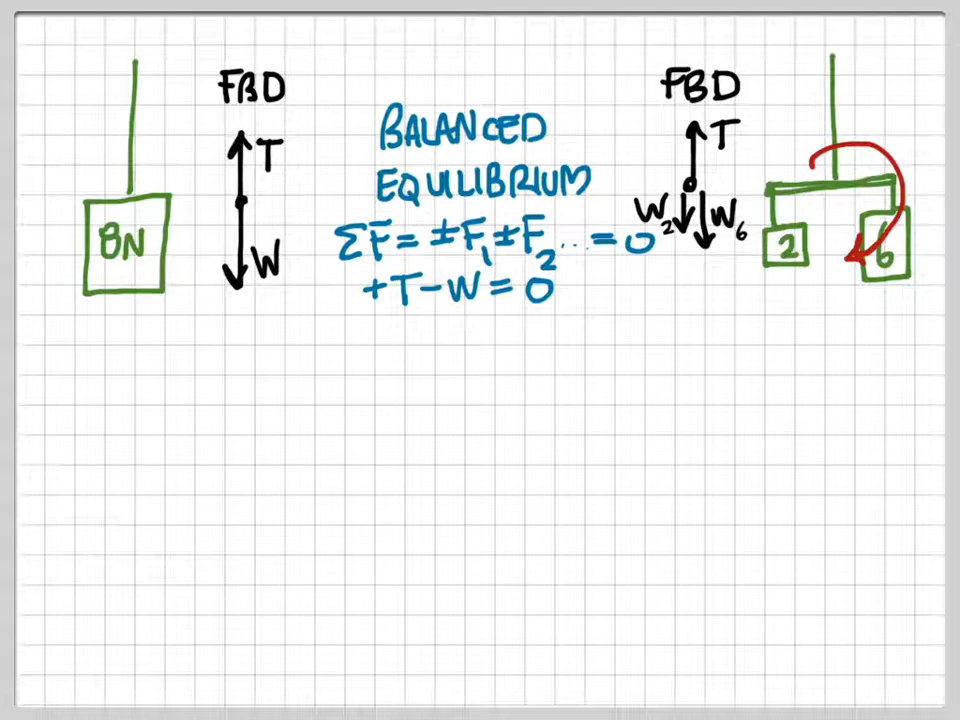 FBD
T
8N
W
BALANCED
EQUILIBRIUM
ΣF = ±F₁ ±F₂ ... = 0
+T - W = 0
FBD
T
W₂ W₆
2 6